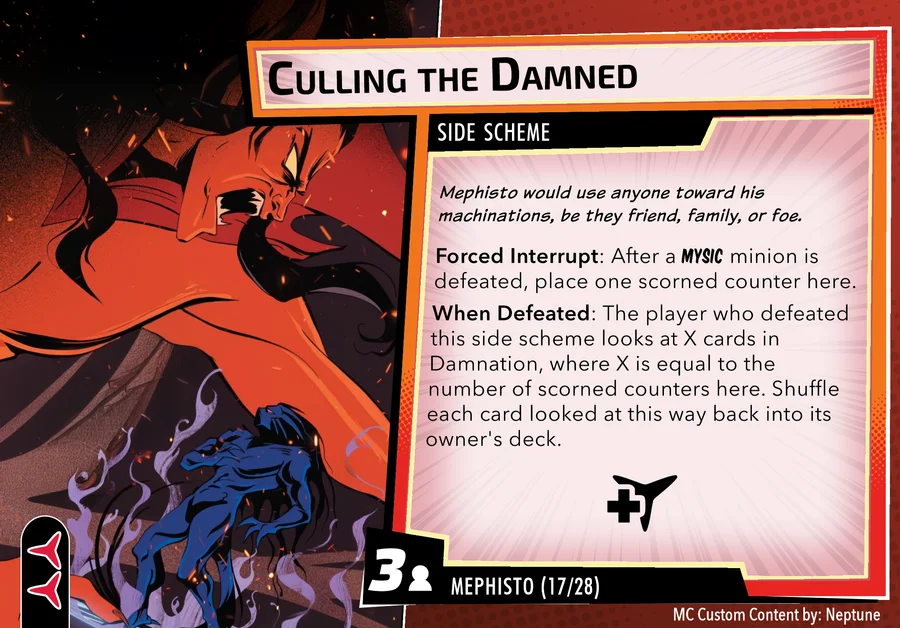 Culling the Damned
SIDE SCHEME
Mephisto would use anyone toward his
machinations, be they friend, family, or foe.
Forced Interrupt: After a MYSIC minion is
defeated, place one scorned counter here.
When Defeated: The player who defeated
this side scheme looks at X cards in
Damnation, where X is equal to the
number of scorned counters here. Shuffle
each card looked at this way back into its
owner's deck.
3
MEPHISTO (17/28)
MC Custom Content by: Neptune